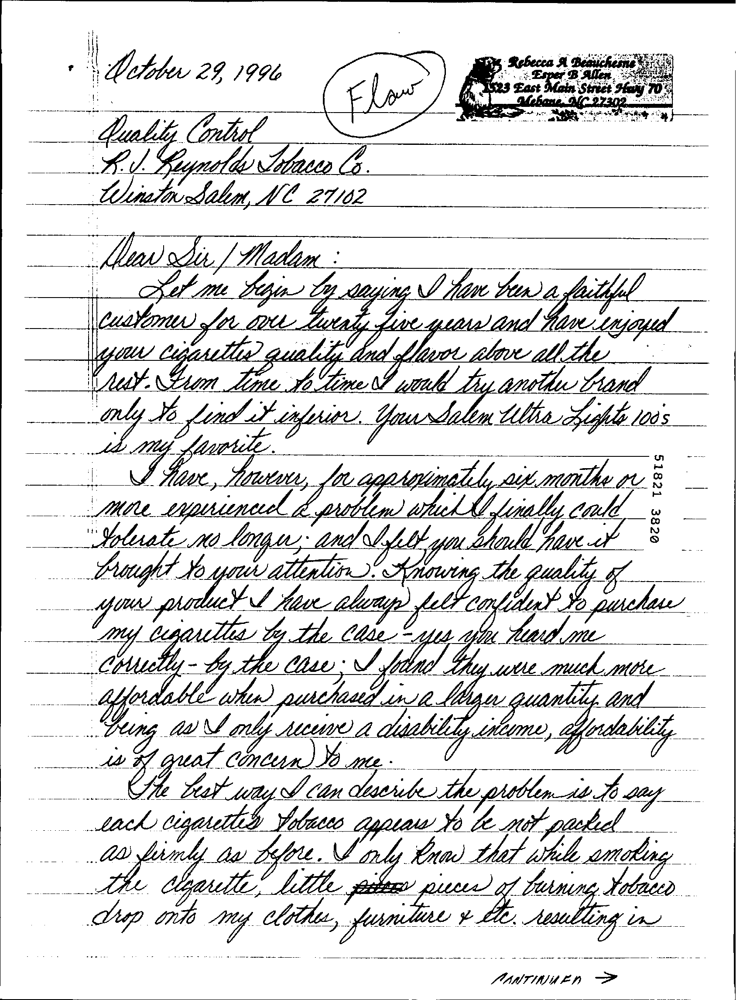 October 29, 1996
Flaw
Rebecca A Beauchesne
Esper B Allen
1523 East Main Street Hwy 70
Mebane, NC 27302
Quality Control
R. J. Reynolds Tobacco Co.
Winston Salem, NC 27102
Dear Sir / Madam :
Let me begin by saying I have been a faithful
customer for over twenty five years and have enjoyed
your cigarettes quality and flavor above all the
rest. From time to time I would try another brand
only to find it inferior. Your Salem Ultra Lights 100's
is my favorite.
I have, however, for approximately six months or
more experienced a problem which I finally could
tolerate no longer; and I felt you should have it
brought to your attention. Knowing the quality of
your product I have always felt confident to purchase
my cigarettes by the case - yes you heard me
correctly - by the case; I found they were much more
affordable when purchased in a larger quantity and
being as I only receive a disability income, affordability
is of great concern to me.
The best way I can describe the problem is to say
each cigarettes tobacco appears to be not packed
as firmly as before. I only know that while smoking
the cigarette, little pieces of burning tobacco
drop onto my clothes, furniture & etc. resulting in
CONTINUED →
51821 3820